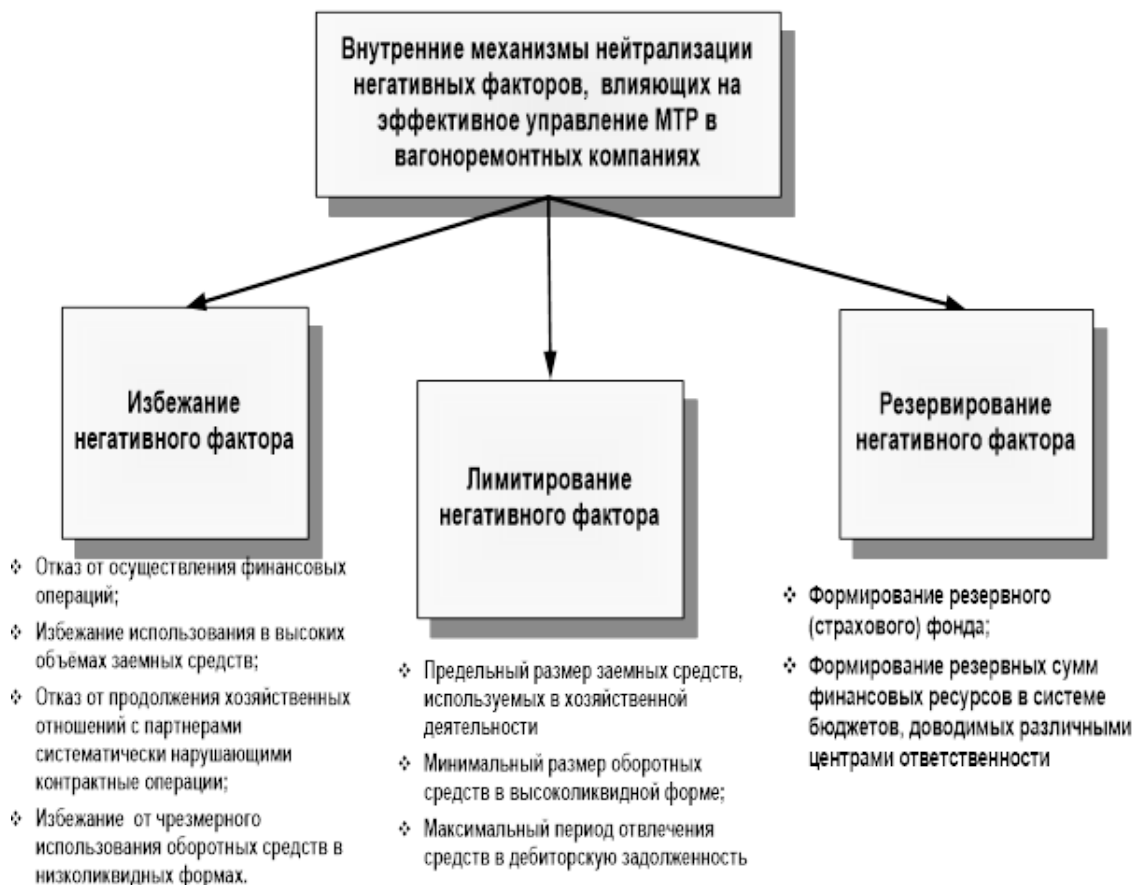 Внутренние механизмы нейтрализации
негативных факторов, влияющих на
эффективное управление МТР в
вагоноремонтных компаниях
Избежание
негативного фактора
❖ Отказ от осуществления финансовых
операций;
❖ Избежание использования в высоких
объёмах заемных средств;
❖ Отказ от продолжения хозяйственных
отношений с партнерами
систематически нарушающими
контрактные операции;
❖ Избежание от чрезмерного
использования оборотных средств в
низколиквидных формах.
Лимитирование
негативного фактора
❖ Предельный размер заемных средств,
используемых в хозяйственной
деятельности
❖ Минимальный размер оборотных
средств в высоколиквидной форме;
❖ Максимальный период отвлечения
средств в дебиторскую задолженность
Резервирование
негативного фактора
❖ Формирование резервного
(страхового) фонда;
❖ Формирование резервных сумм
финансовых ресурсов в системе
бюджетов, доводимых различными
центрами ответственности